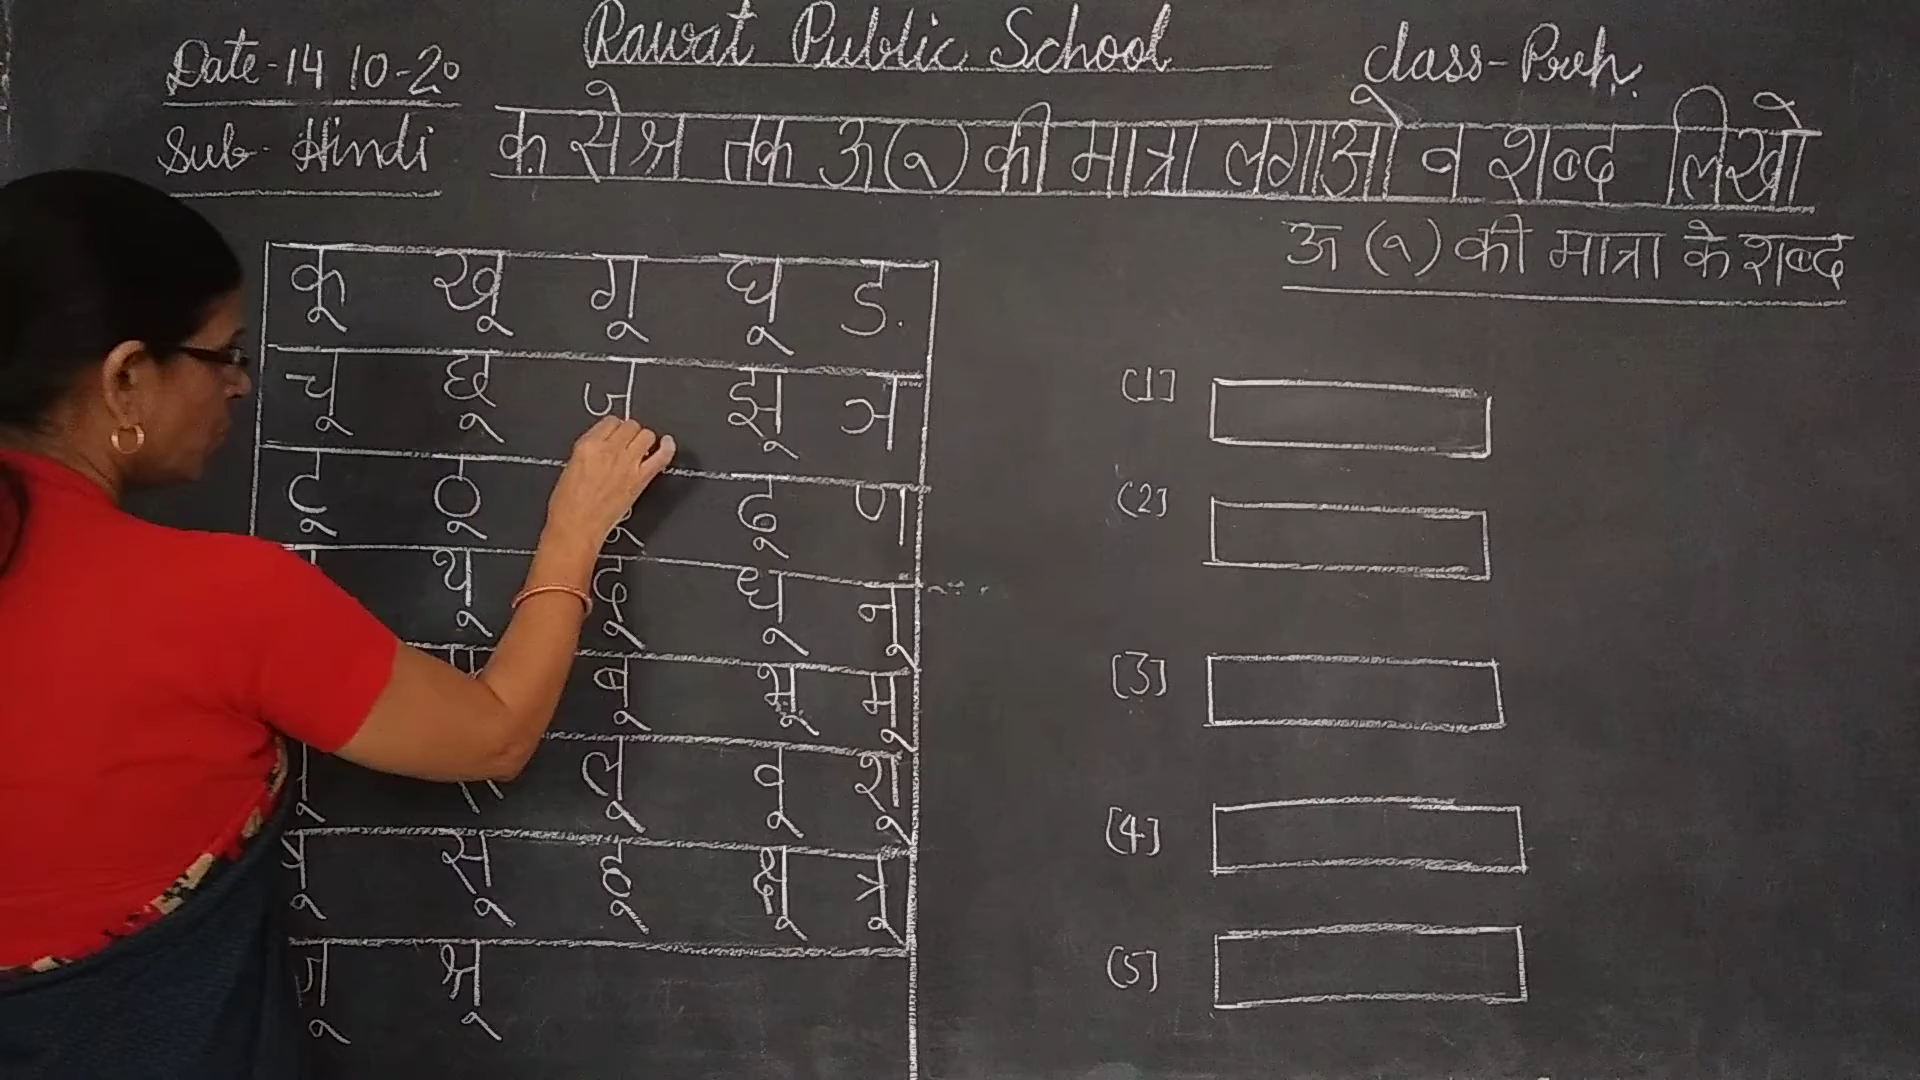 Rawat Public School
Date-14 10-20
Class-Prep.
Sub- Hindi
क से श्र तक ऊ(ू) की मात्रा लगाओ व शब्द लिखो
ऊ (ू) की मात्रा के शब्द
कू खू गू घू ड.
चू छू ज झू ञ
टू ठू ढू ण
थू दू धू नू
बू भू मू
लू वू शू
षू सू हू क्षू त्रू
श्रू
(1)
(2)
(3)
(4)
(5)